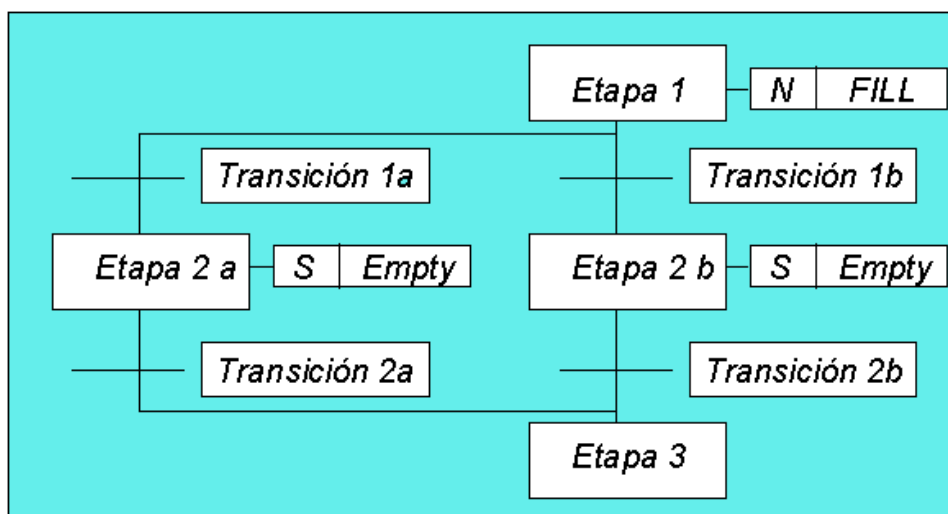 Etapa 1
N FILL
Transición 1a
Transición 1b
Etapa 2 a
S Empty
Etapa 2 b
S Empty
Transición 2a
Transición 2b
Etapa 3